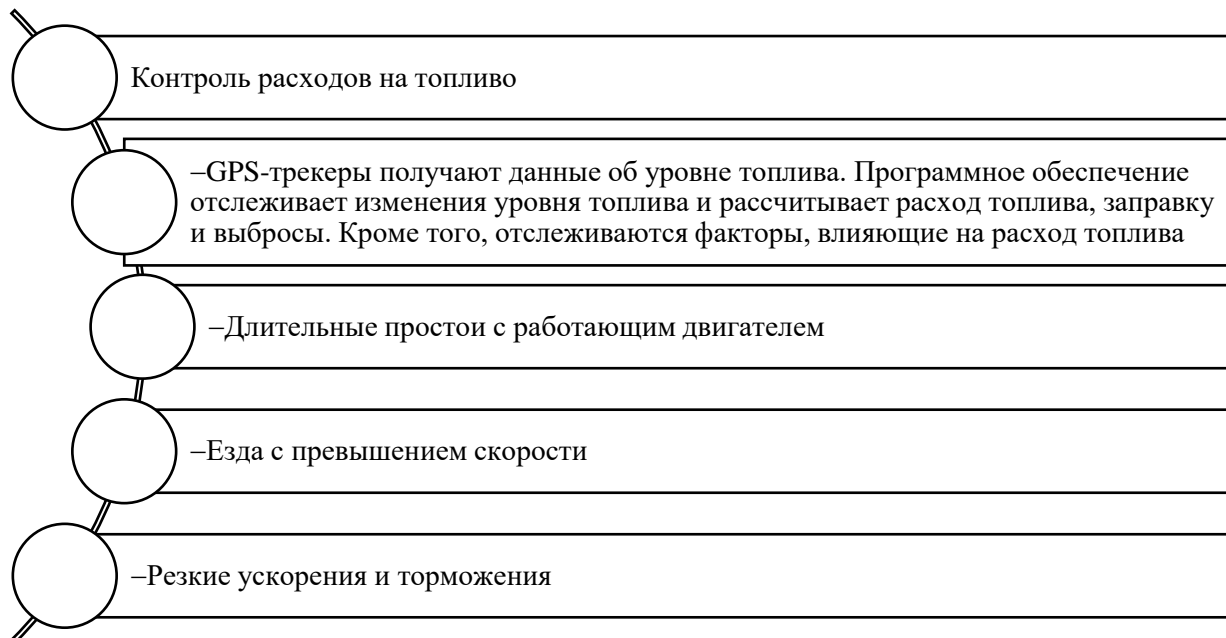 Контроль расходов на топливо
–GPS-трекеры получают данные об уровне топлива. Программное обеспечение
отслеживает изменения уровня топлива и рассчитывает расход топлива, заправку
и выбросы. Кроме того, отслеживаются факторы, влияющие на расход топлива
–Длительные простои с работающим двигателем
–Езда с превышением скорости
–Резкие ускорения и торможения